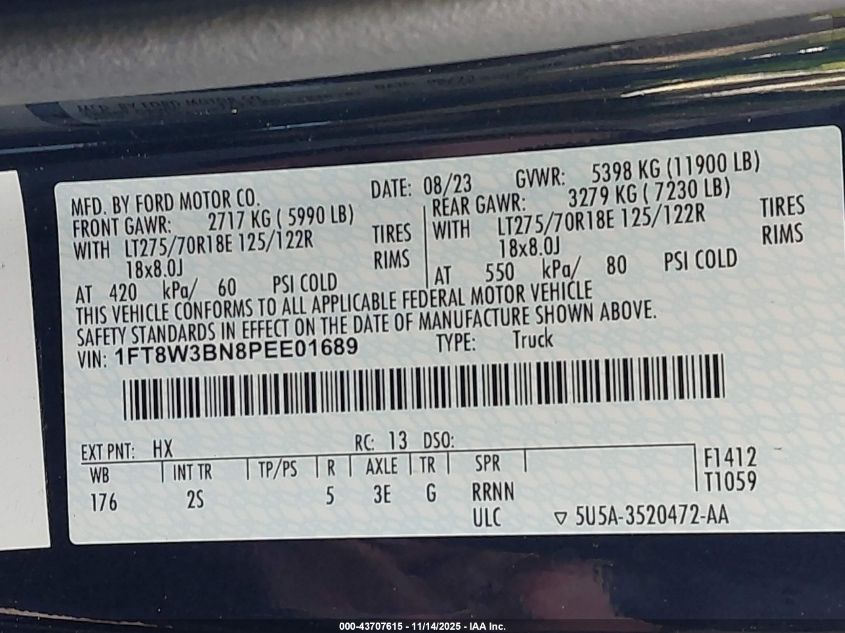 MFD. BY FORD MOTOR CO.
MFD. BY FORD MOTOR CO. DATE: 08/23 GVWR: 5398 KG (11900 LB)
FRONT GAWR: 2717 KG ( 5990 LB) REAR GAWR: 3279 KG ( 7230 LB)
WITH LT275/70R18E 125/122R TIRES WITH LT275/70R18E 125/122R TIRES
18x8.0J RIMS 18x8.0J RIMS
AT 420 kPa/ 60 PSI COLD AT 550 kPa/ 80 PSI COLD
THIS VEHICLE CONFORMS TO ALL APPLICABLE FEDERAL MOTOR VEHICLE
SAFETY STANDARDS IN EFFECT ON THE DATE OF MANUFACTURE SHOWN ABOVE.
VIN: 1FT8W3BN8PEE01689 TYPE: Truck
EXT PNT: HX RC: 13 DSO:
WB INT TR TP/PS R AXLE TR SPR F1412
176 2S 5 3E G RRNN T1059
ULC ▽ 5U5A-3520472-AA
000-43707615 - 11/14/2025 - IAA Inc.